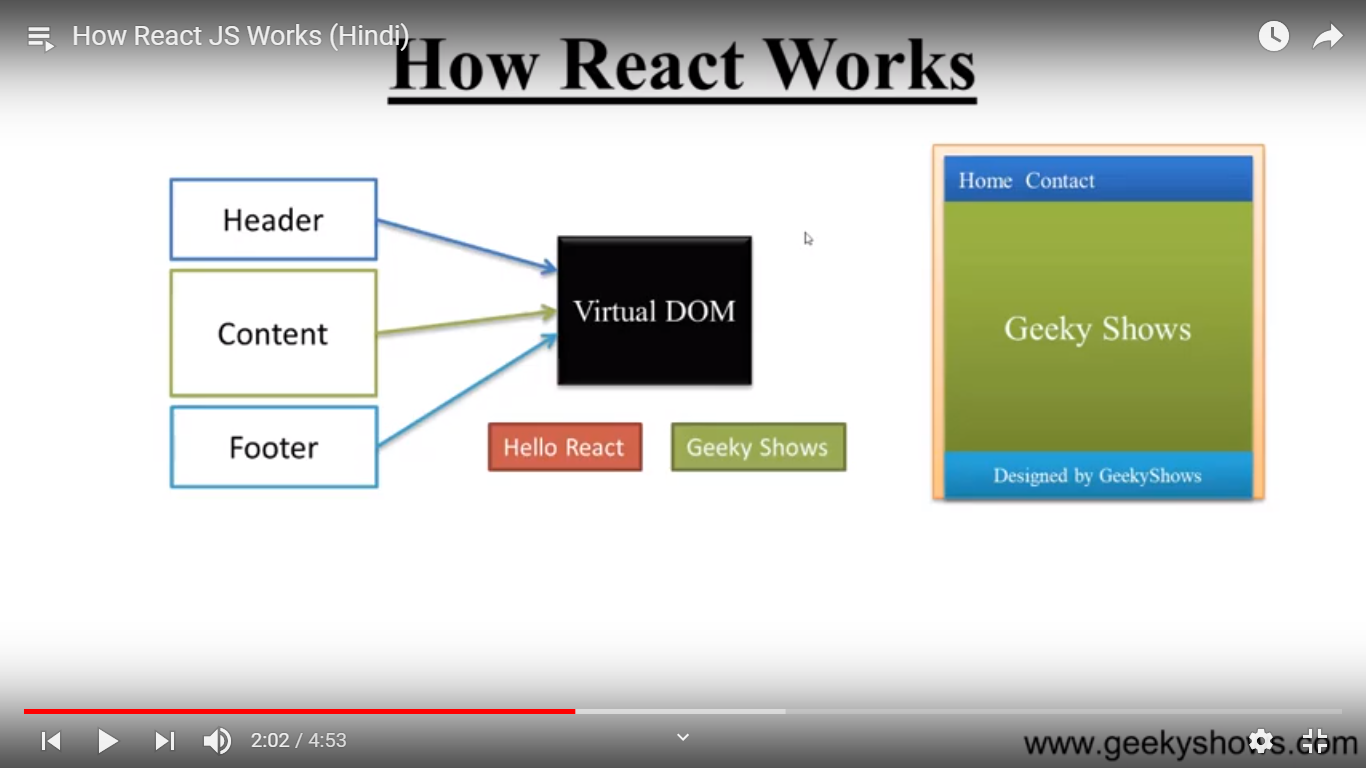 How React JS Works (Hindi)
How React Works
Header
Content
Footer
Virtual DOM
Hello React
Geeky Shows
Home Contact
Geeky Shows
Designed by GeekyShows
2:02 / 4:53
www.geekyshows.com